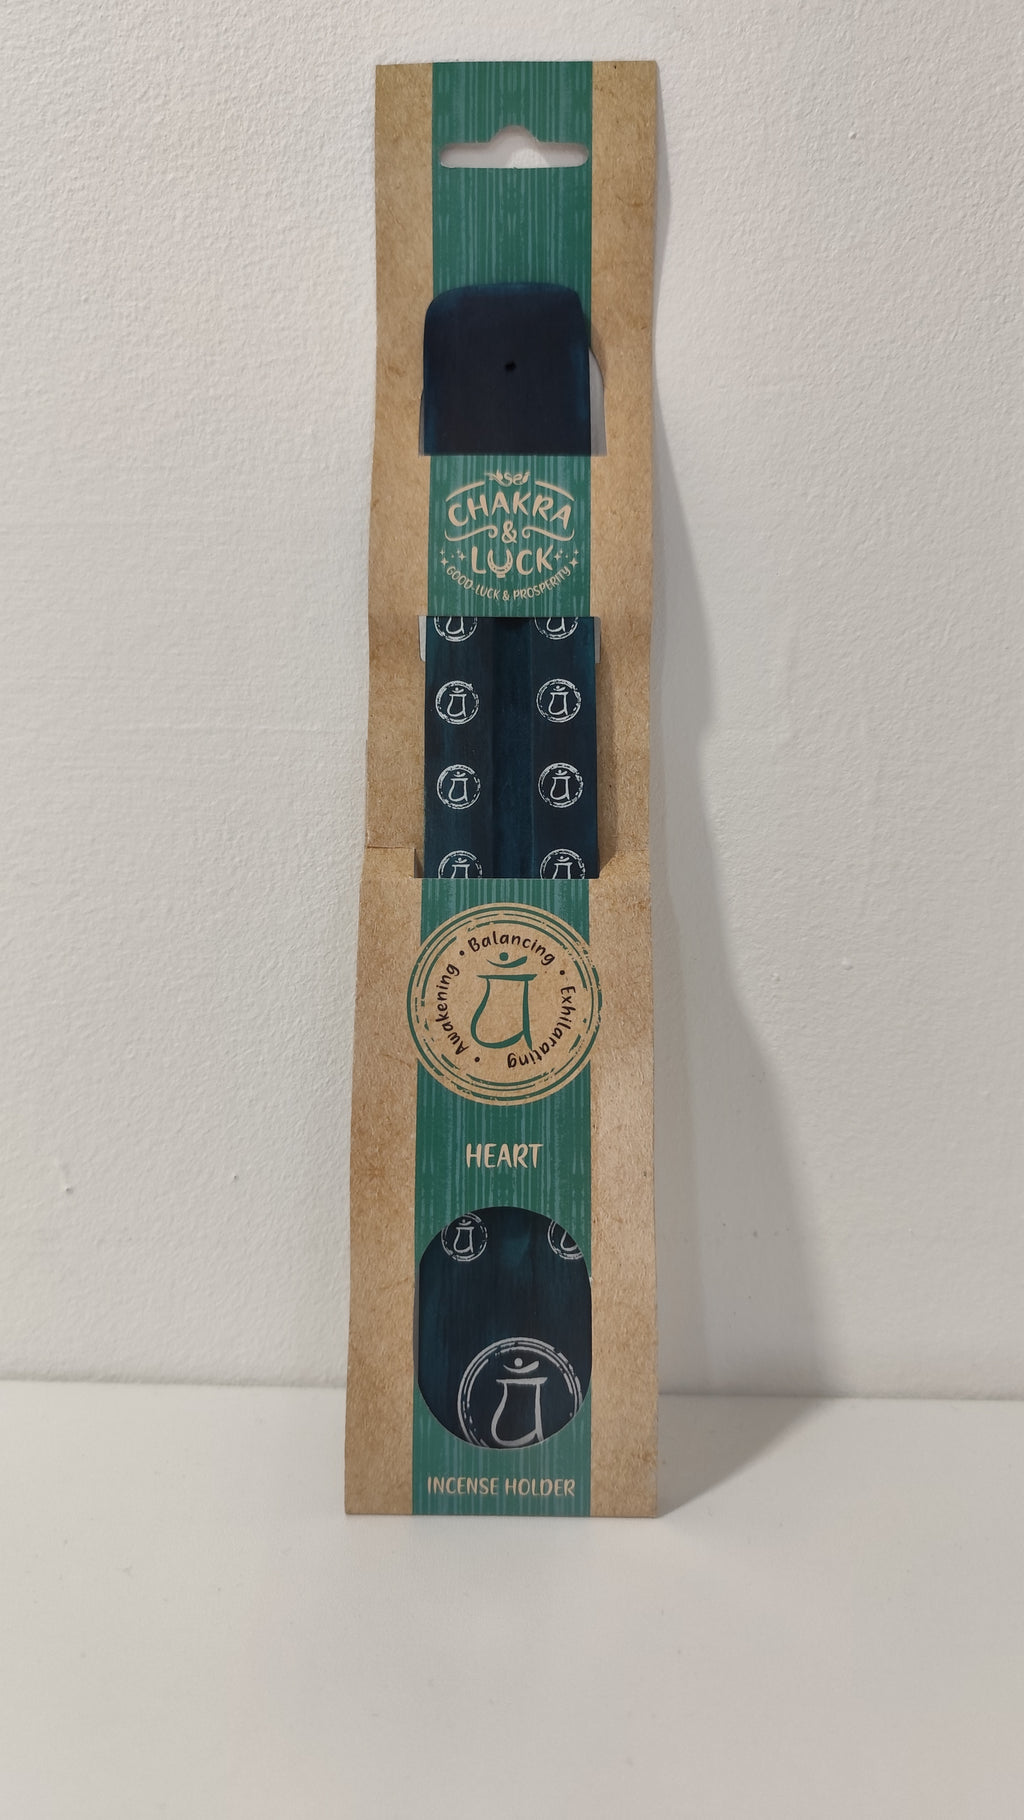 CHAKRA
&
LUCK
GOOD-LUCK & PROSPERITY
यं
यं
यं
यं
Awakening • Balancing • Exhilarating •
यं
HEART
यं
यं
INCENSE HOLDER